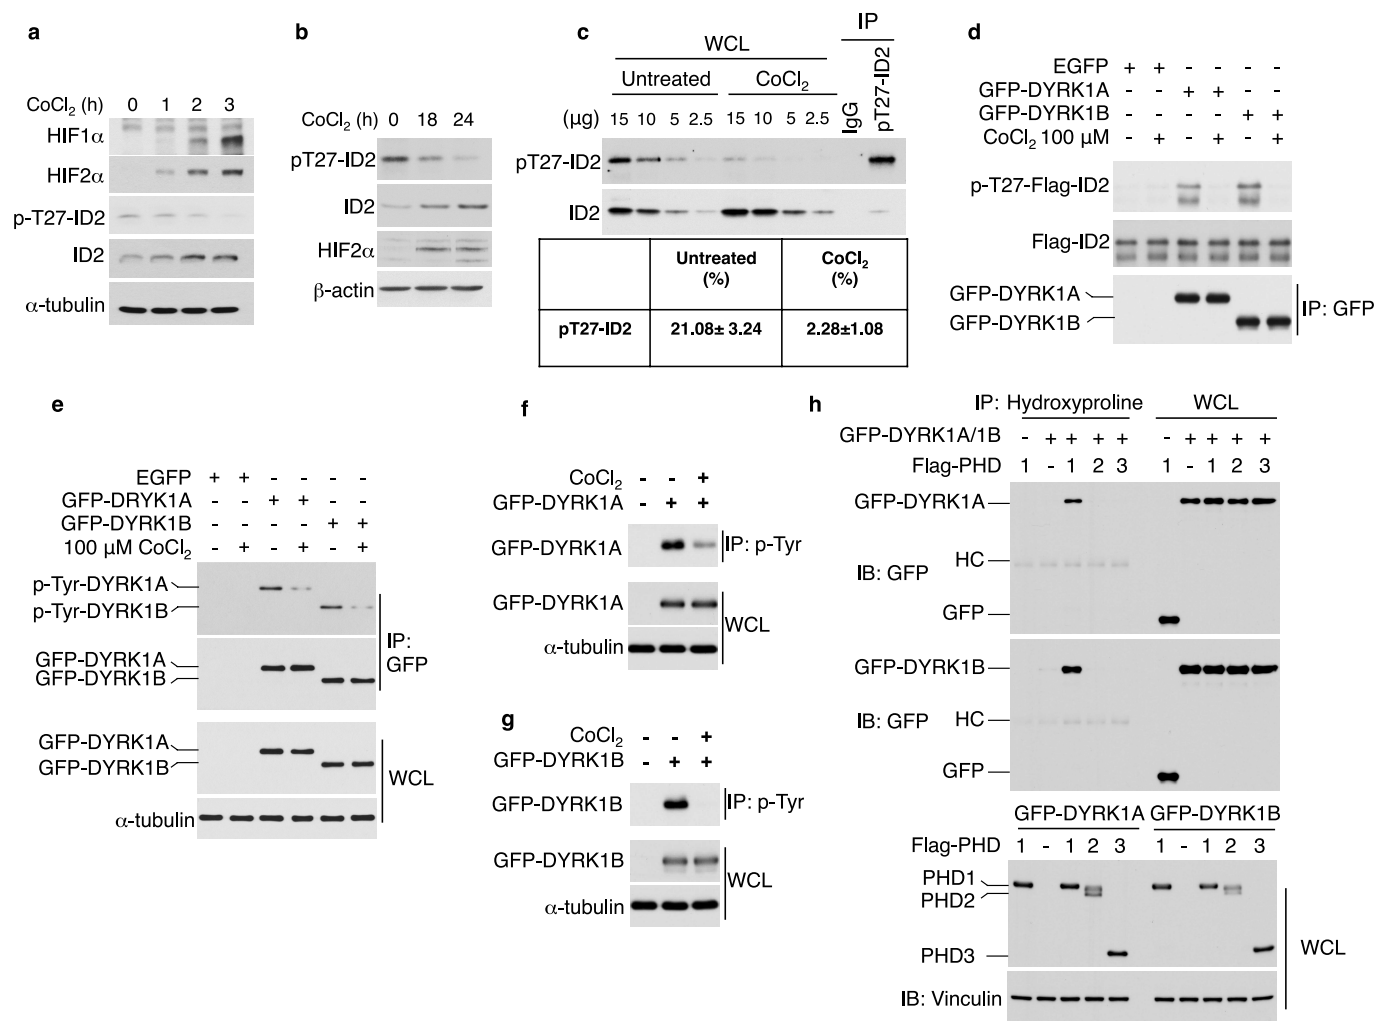 a
CoCl2 (h) 0 1 2 3
HIF1α
HIF2α
p-T27-ID2
ID2
α-tubulin
b
CoCl2 (h) 0 18 24
pT27-ID2
ID2
HIF2α
β-actin
c
IP
WCL
Untreated CoCl2
IgG
pT27-ID2
(μg) 15 10 5 2.5 15 10 5 2.5
pT27-ID2
ID2
Untreated (%)
CoCl2 (%)
pT27-ID2 21.08± 3.24 2.28±1.08
d
EGFP + + - - - -
GFP-DYRK1A - - + + - -
GFP-DYRK1B - - - - + +
CoCl2 100 μM - + - + - +
p-T27-Flag-ID2
Flag-ID2
GFP-DYRK1A
GFP-DYRK1B
IP: GFP
e
EGFP + + - - - -
GFP-DRYK1A - - + + - -
GFP-DYRK1B - - - - + +
100 μM CoCl2 - + - + - +
p-Tyr-DYRK1A
p-Tyr-DYRK1B
GFP-DYRK1A
GFP-DYRK1B
IP:
GFP
GFP-DYRK1A
GFP-DYRK1B
WCL
α-tubulin
f
CoCl2 - - +
GFP-DYRK1A - + +
GFP-DYRK1A IP: p-Tyr
GFP-DYRK1A
WCL
α-tubulin
g
CoCl2 - - +
GFP-DYRK1B - + +
GFP-DYRK1B IP: p-Tyr
GFP-DYRK1B
WCL
α-tubulin
h
IP: Hydroxyproline WCL
GFP-DYRK1A/1B - + + + + - + + + +
Flag-PHD 1 - 1 2 3 1 - 1 2 3
GFP-DYRK1A
HC
IB: GFP
GFP
GFP-DYRK1B
IB: GFP HC
GFP
GFP-DYRK1A GFP-DYRK1B
Flag-PHD 1 - 1 2 3 1 - 1 2 3
PHD1
PHD2
PHD3
WCL
IB: Vinculin